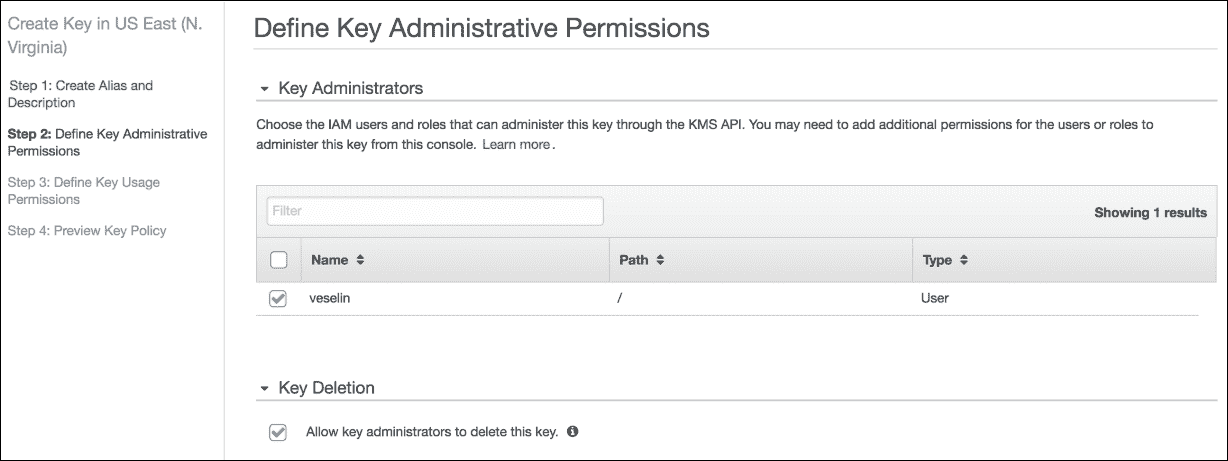 Create Key in US East (N.
Virginia)
Step 1: Create Alias and
Description
Step 2: Define Key Administrative
Permissions
Step 3: Define Key Usage
Permissions
Step 4: Preview Key Policy
Define Key Administrative Permissions
Key Administrators
Choose the IAM users and roles that can administer this key through the KMS API. You may need to add additional permissions for the users or roles to
administer this key from this console. Learn more.
Filter
Showing 1 results
Name Path Type
veselin / User
Key Deletion
Allow key administrators to delete this key.